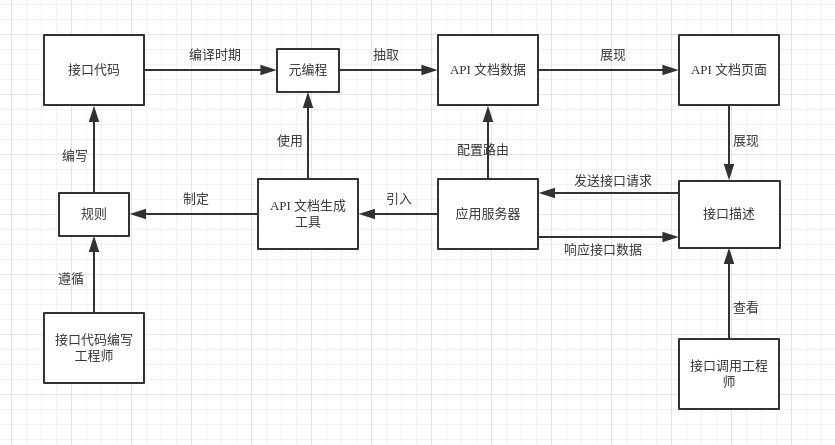 接口代码
编译时期
元编程
抽取
API 文档数据
展现
API 文档页面
编写
使用
配置路由
展现
规则
制定
API 文档生成
工具
引入
应用服务器
发送接口请求
响应接口数据
接口描述
遵循
查看
接口代码编写
工程师
接口调用工程
师